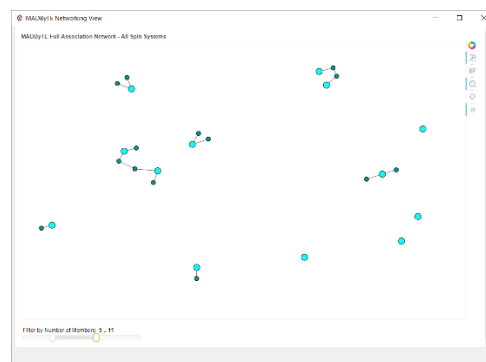 MADByTE Networking View
MADByTE Full Association Network - All Spin Systems
Filter by Number of Members: 3 .. 11